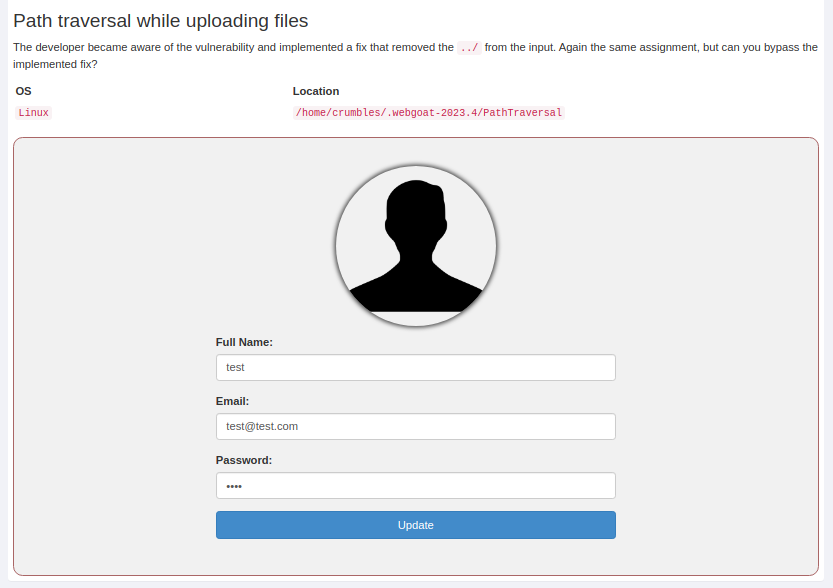 Path traversal while uploading files
The developer became aware of the vulnerability and implemented a fix that removed the ../ from the input. Again the same assignment, but can you bypass the
implemented fix?
OS Location
Linux /home/crumbles/.webgoat-2023.4/PathTraversal
Full Name:
test
Email:
test@test.com
Password:
••••
Update